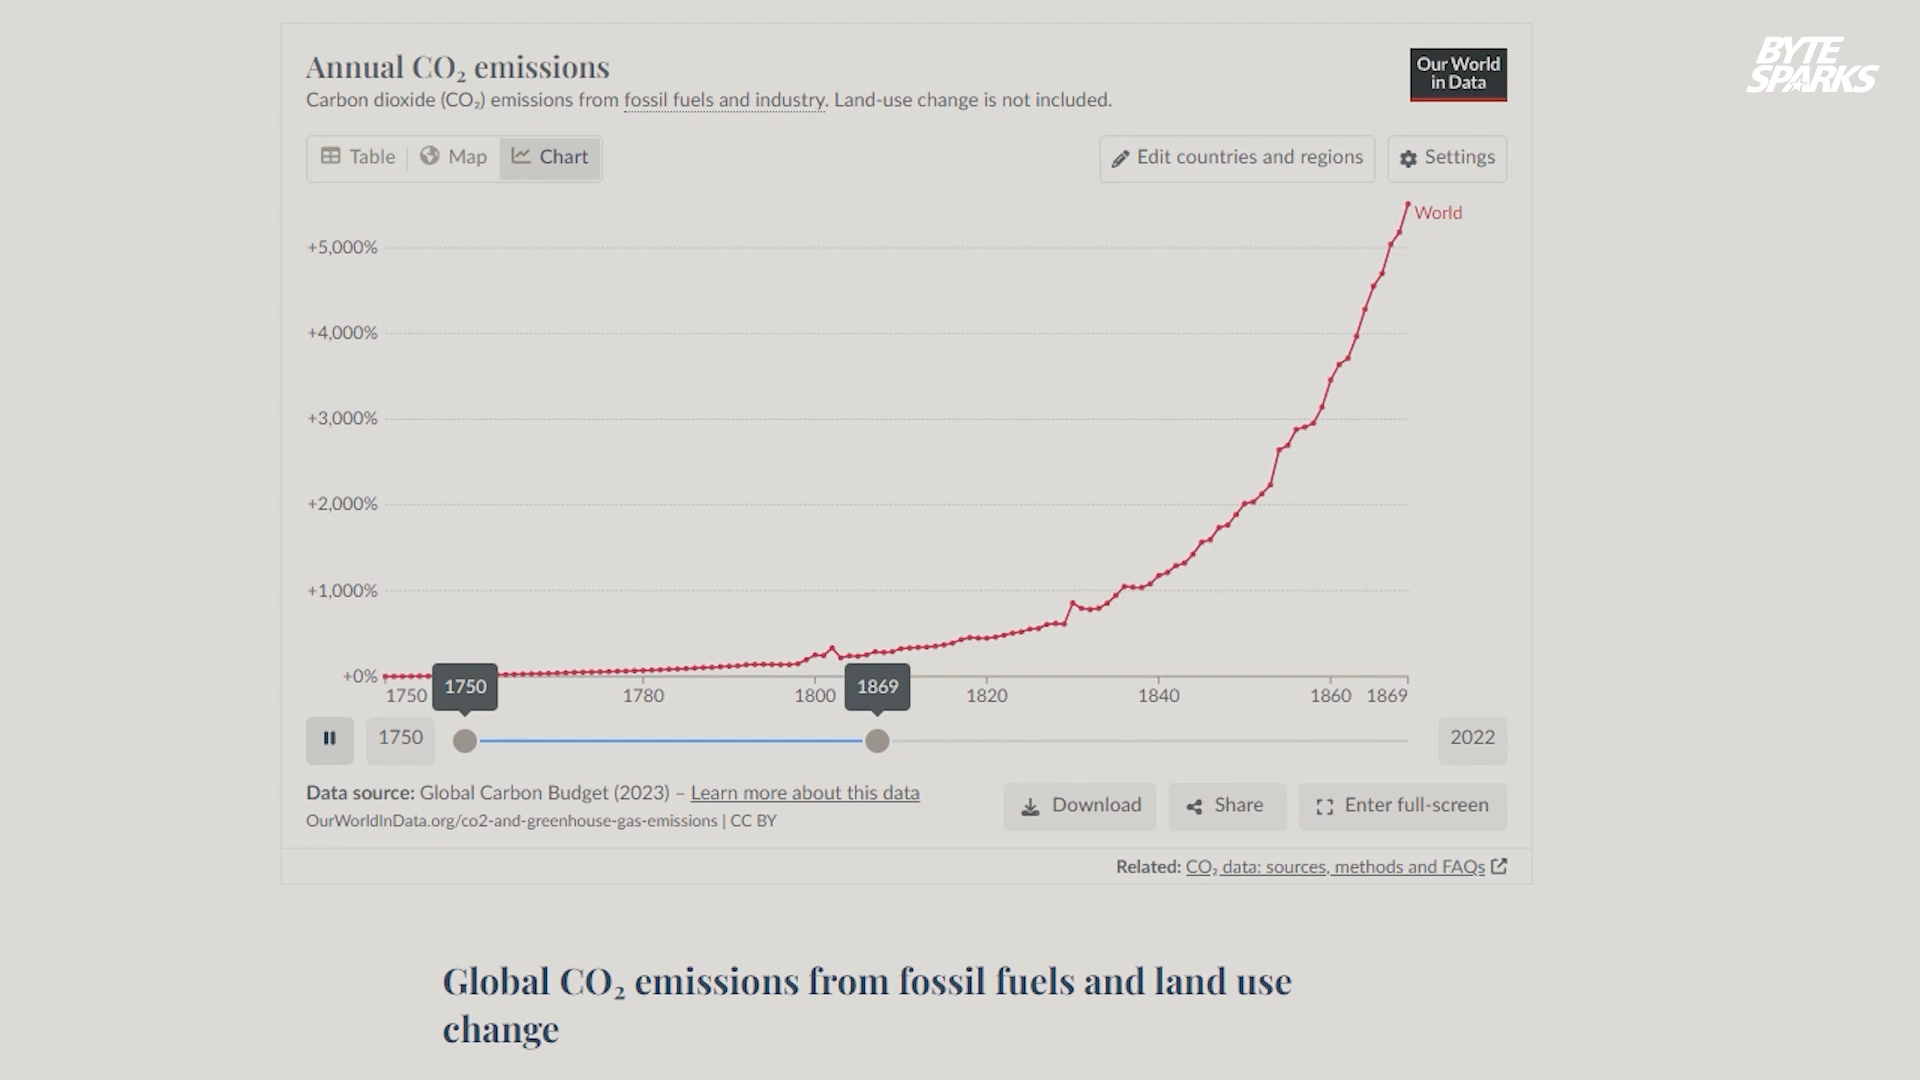 BYTE
SPARKS
Annual CO₂ emissions
Our World
in Data
Carbon dioxide (CO₂) emissions from fossil fuels and industry. Land-use change is not included.
Table
Map
Chart
Edit countries and regions
Settings
World
+5,000%
+4,000%
+3,000%
+2,000%
+1,000%
+0%
1750
1869
1750 1780 1800 1820 1840 1860 1869
1750
2022
Data source: Global Carbon Budget (2023) – Learn more about this data
OurWorldInData.org/co2-and-greenhouse-gas-emissions | CC BY
Download
Share
Enter full-screen
Related: CO₂ data: sources, methods and FAQs
Global CO₂ emissions from fossil fuels and land use
change